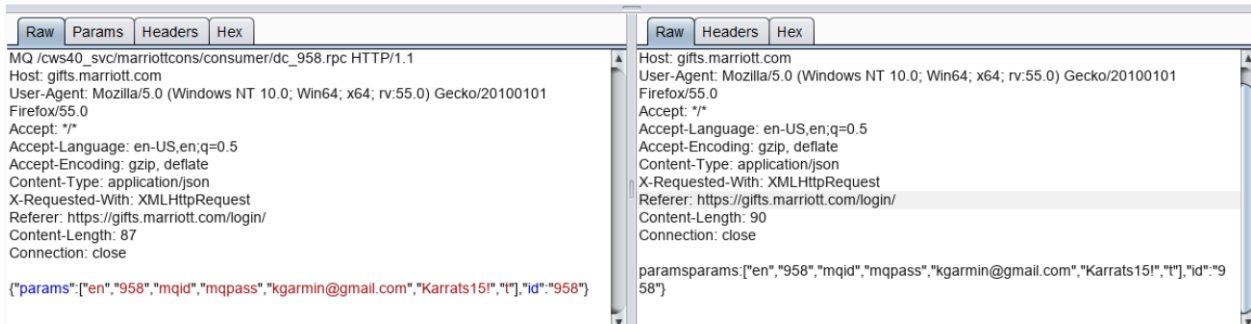 Raw Params Headers Hex
MQ /cws40_svc/marriottcons/consumer/dc_958.rpc HTTP/1.1
Host: gifts.marriott.com
User-Agent: Mozilla/5.0 (Windows NT 10.0; Win64; x64; rv:55.0) Gecko/20100101
Firefox/55.0
Accept: */*
Accept-Language: en-US,en;q=0.5
Accept-Encoding: gzip, deflate
Content-Type: application/json
X-Requested-With: XMLHttpRequest
Referer: https://gifts.marriott.com/login/
Content-Length: 87
Connection: close
{"params":["en","958","mqid","mqpass","kgarmin@gmail.com","Karrats15!","t"],"id":"958"}
Raw Headers Hex
Host: gifts.marriott.com
User-Agent: Mozilla/5.0 (Windows NT 10.0; Win64; x64; rv:55.0) Gecko/20100101
Firefox/55.0
Accept: */*
Accept-Language: en-US,en;q=0.5
Accept-Encoding: gzip, deflate
Content-Type: application/json
X-Requested-With: XMLHttpRequest
Referer: https://gifts.marriott.com/login/
Content-Length: 90
Connection: close
paramsparams:["en","958","mqid","mqpass","kgarmin@gmail.com","Karrats15!","t"],"id":"9
58"}